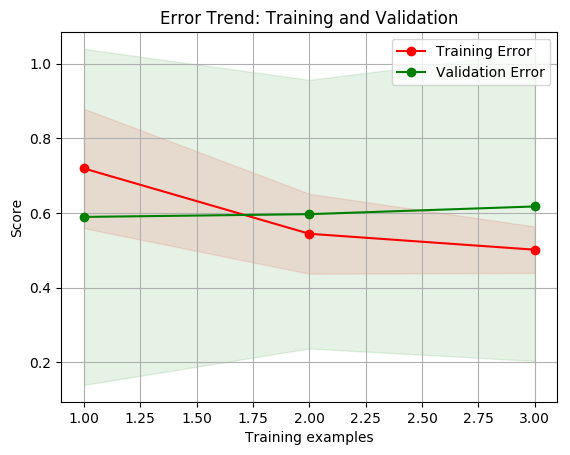 Error Trend: Training and Validation
Training Error
Validation Error
1.0
0.8
0.6
0.4
0.2
Score
1.00 1.25 1.50 1.75 2.00 2.25 2.50 2.75 3.00
Training examples